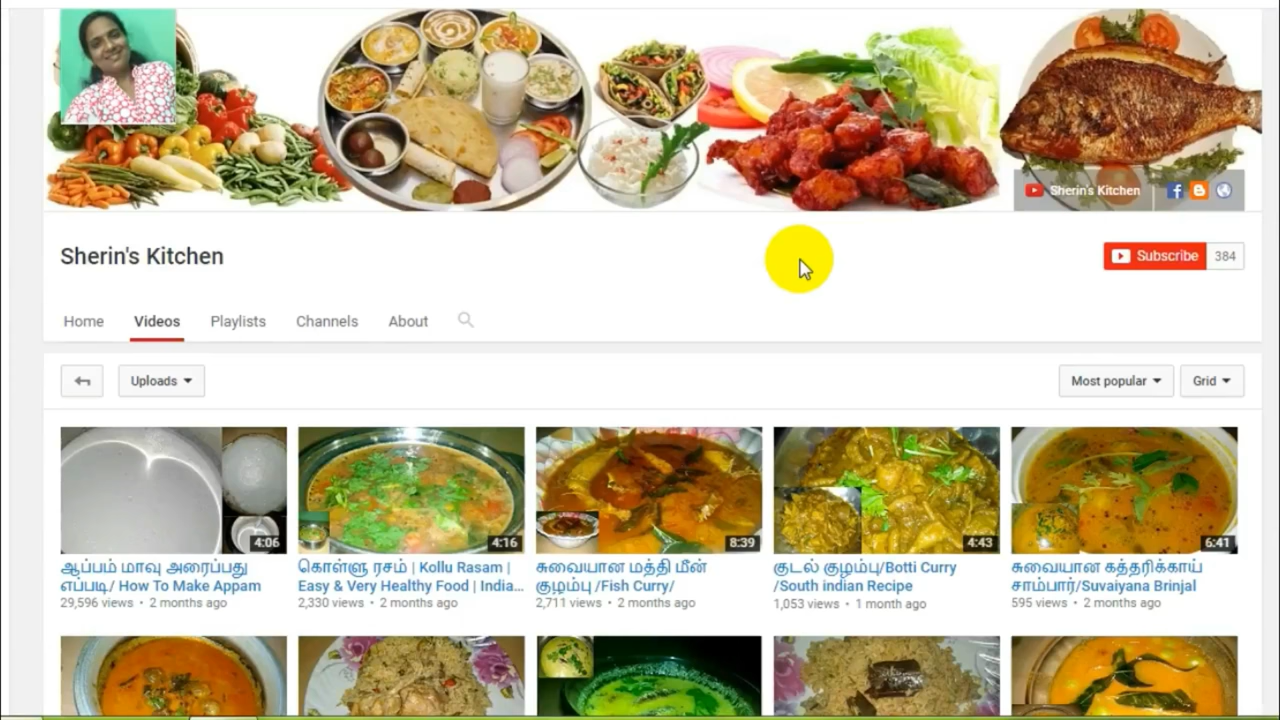 Sherin's Kitchen
Sherin's Kitchen
Subscribe 384
Home Videos Playlists Channels About
Uploads Most popular Grid
4:06 4:16 8:39 4:43 6:41
ஆப்பம் மாவு அரைப்பது
எப்படி/ How To Make Appam
29,596 views • 2 months ago
கொள்ளு ரசம் | Kollu Rasam |
Easy & Very Healthy Food | India...
2,330 views • 2 months ago
சுவையான மத்தி மீன்
குழம்பு /Fish Curry/
2,711 views • 2 months ago
குடல் குழம்பு/Botti Curry
/South indian Recipe
1,053 views • 1 month ago
சுவையான கத்தரிக்காய்
சாம்பார்/Suvaiyana Brinjal
595 views • 2 months ago